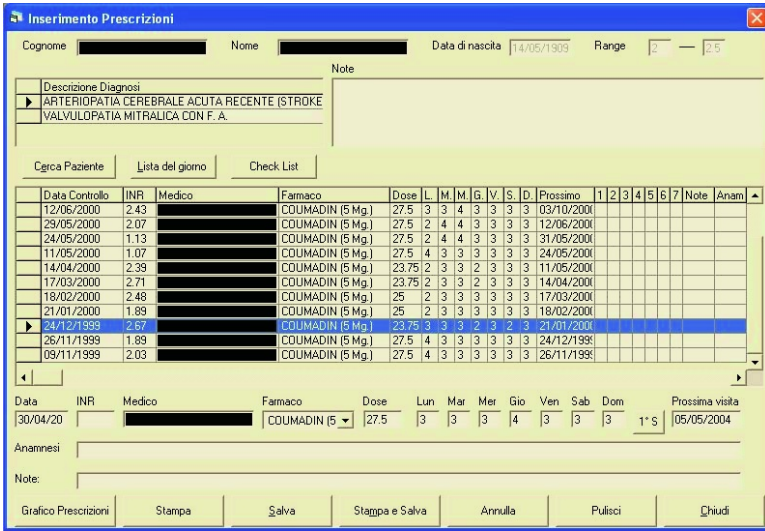 Inserimento Prescrizioni
Cognome Nome Data di nascita 14/05/1909 Range 2 — 2.5
Note
Descrizione Diagnosi
ARTERIOPATIA CEREBRALE ACUTA RECENTE (STROKE
VALVULOPATIA MITRALICA CON F. A.
Cerca Paziente Lista del giorno Check List
Data Controllo INR Medico Farmaco Dose L. M. M. G. V. S. D. Prossimo 1 2 3 4 5 6 7 Note Anam
12/06/2000 2.43 COUMADIN (5 Mg.) 27.5 3 3 4 3 3 3 3 03/10/200
29/05/2000 2.07 COUMADIN (5 Mg.) 27.5 2 4 4 3 3 3 3 12/06/200
24/05/2000 1.13 COUMADIN (5 Mg.) 27.5 2 4 4 3 3 3 3 31/05/200
11/05/2000 1.07 COUMADIN (5 Mg.) 27.5 4 3 3 3 3 3 3 24/05/200
14/04/2000 2.39 COUMADIN (5 Mg.) 23.75 2 3 3 2 3 3 3 11/05/200
17/03/2000 2.71 COUMADIN (5 Mg.) 23.75 2 3 3 2 3 3 3 14/04/200
18/02/2000 2.48 COUMADIN (5 Mg.) 25 2 3 3 3 3 3 3 17/03/200
21/01/2000 1.89 COUMADIN (5 Mg.) 25 2 3 3 3 3 3 3 18/02/200
24/12/1999 2.67 COUMADIN (5 Mg.) 23.75 3 3 3 2 3 2 3 21/01/200
26/11/1999 1.89 COUMADIN (5 Mg.) 27.5 4 3 3 3 3 3 3 24/12/199
09/11/1999 2.03 COUMADIN (5 Mg.) 27.5 4 3 3 3 3 3 3 26/11/199
Data INR Medico Farmaco Dose Lun Mar Mer Gio Ven Sab Dom Prossima visita
30/04/20 COUMADIN (5 27.5 3 3 3 4 3 3 3 1° S 05/05/2004
Anamnesi
Note:
Grafico Prescrizioni Stampa Salva Stampa e Salva Annulla Pulisci Chiudi